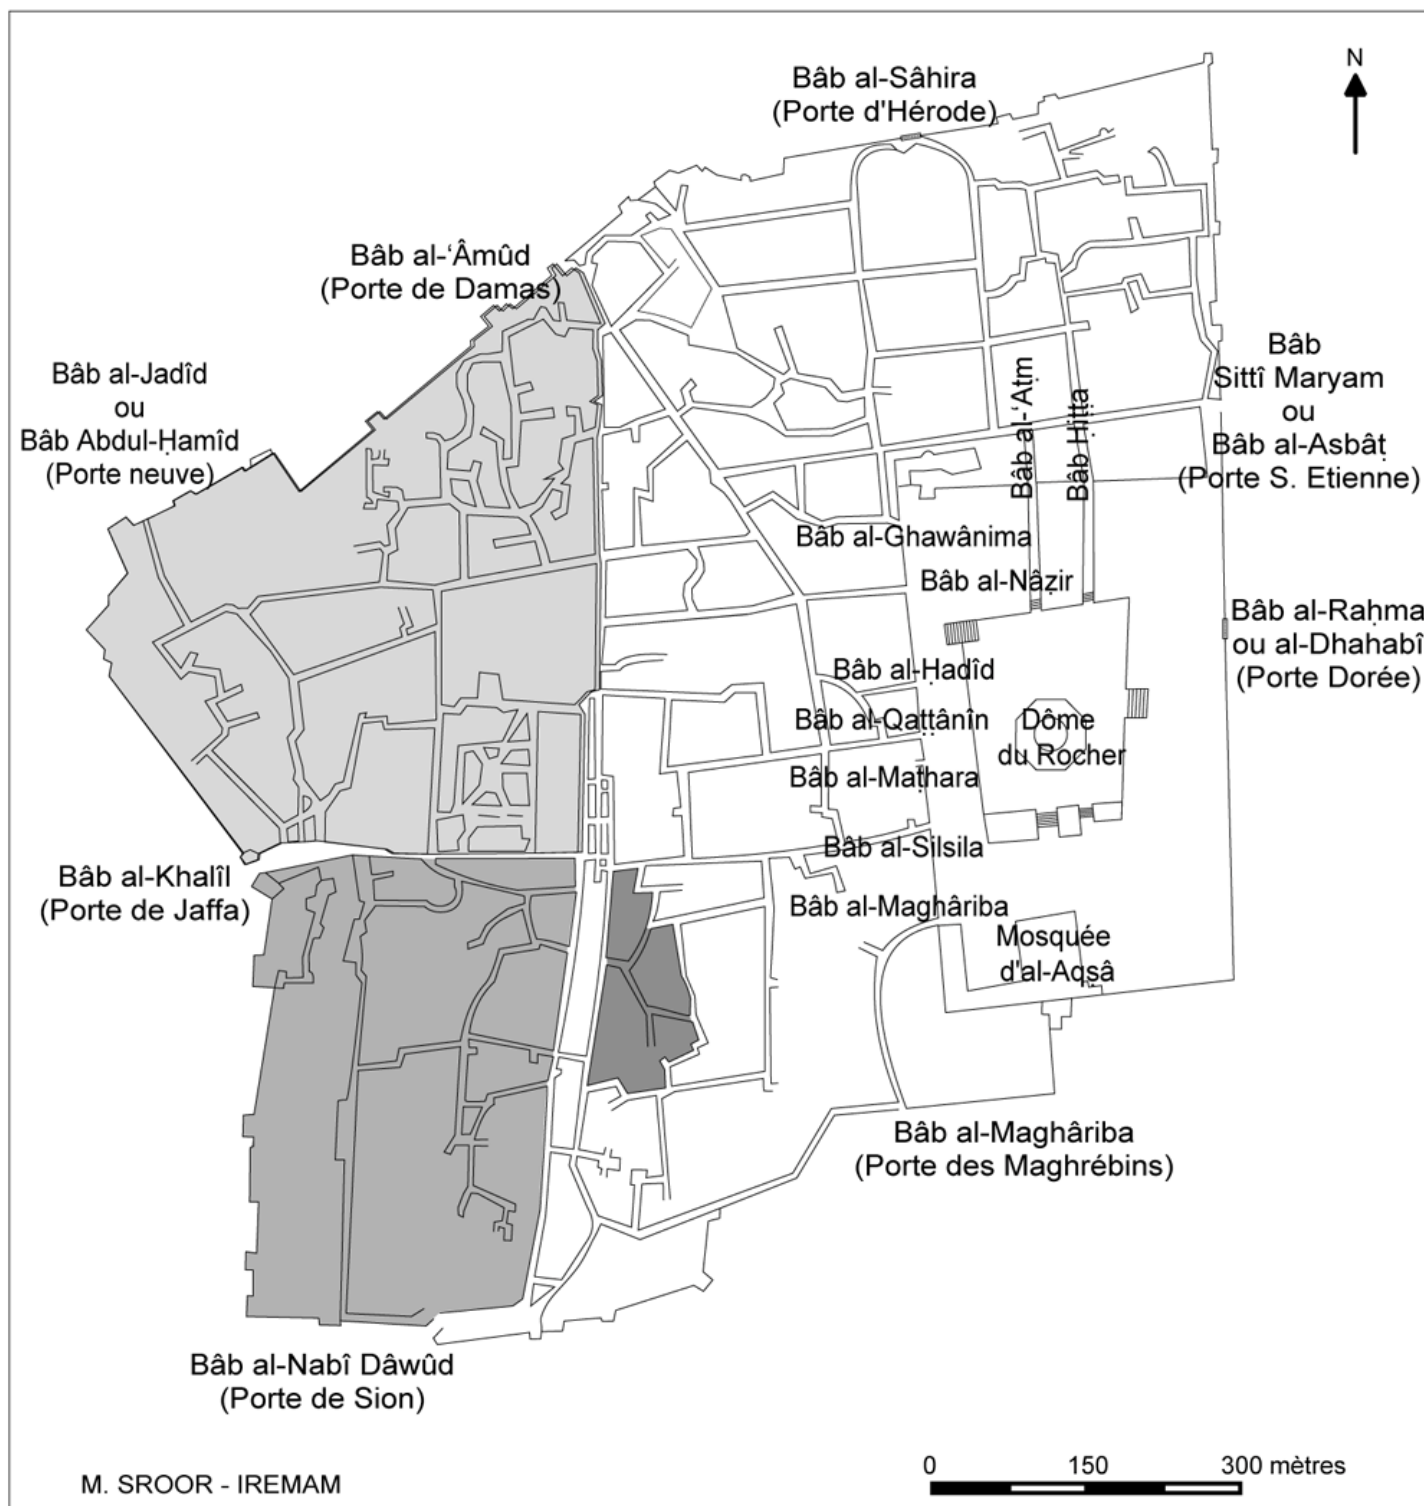 N
Bâb al-Sâhira
(Porte d'Hérode)
Bâb al-‘Âmûd
(Porte de Damas)
Bâb al-Jadîd
ou
Bâb Abdul-Ḥamîd
(Porte neuve)
Bâb
Sittî Maryam
ou
Bâb al-Asbâṭ
(Porte S. Etienne)
Bâb al-‘Aṭm
Bâb Ḥiṭṭa
Bâb al-Ghawânima
Bâb al-Nâẓir
Bâb al-Raḥma
ou al-Dhahabî
(Porte Dorée)
Bâb al-Ḥadîd
Bâb al-Qaṭṭânîn
Dôme
du Rocher
Bâb al-Maṭhara
Bâb al-Silsila
Bâb al-Khalîl
(Porte de Jaffa)
Bâb al-Maghâriba
Mosquée
d'al-Aqṣâ
Bâb al-Maghâriba
(Porte des Maghrébins)
Bâb al-Nabî Dâwûd
(Porte de Sion)
M. SROOR - IREMAM
0 150 300 mètres